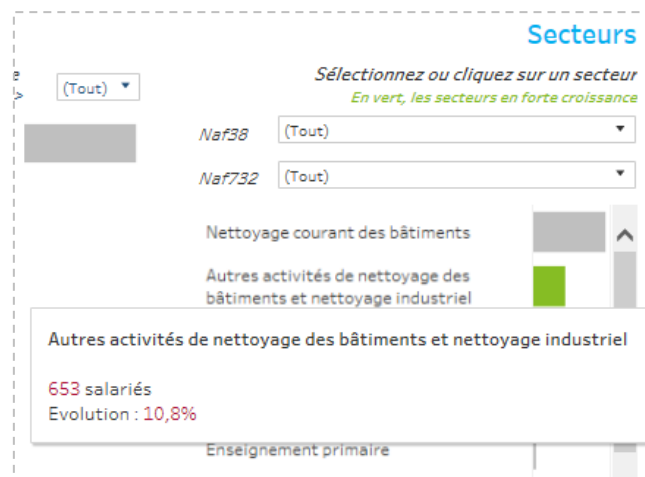 Secteurs
Sélectionnez ou cliquez sur un secteur
En vert, les secteurs en forte croissance
(Tout)
Naf38 (Tout)
Naf732 (Tout)
Nettoyage courant des bâtiments
Autres activités de nettoyage des
bâtiments et nettoyage industriel
Autres activités de nettoyage des bâtiments et nettoyage industriel
653 salariés
Evolution : 10,8%
Enseignement primaire